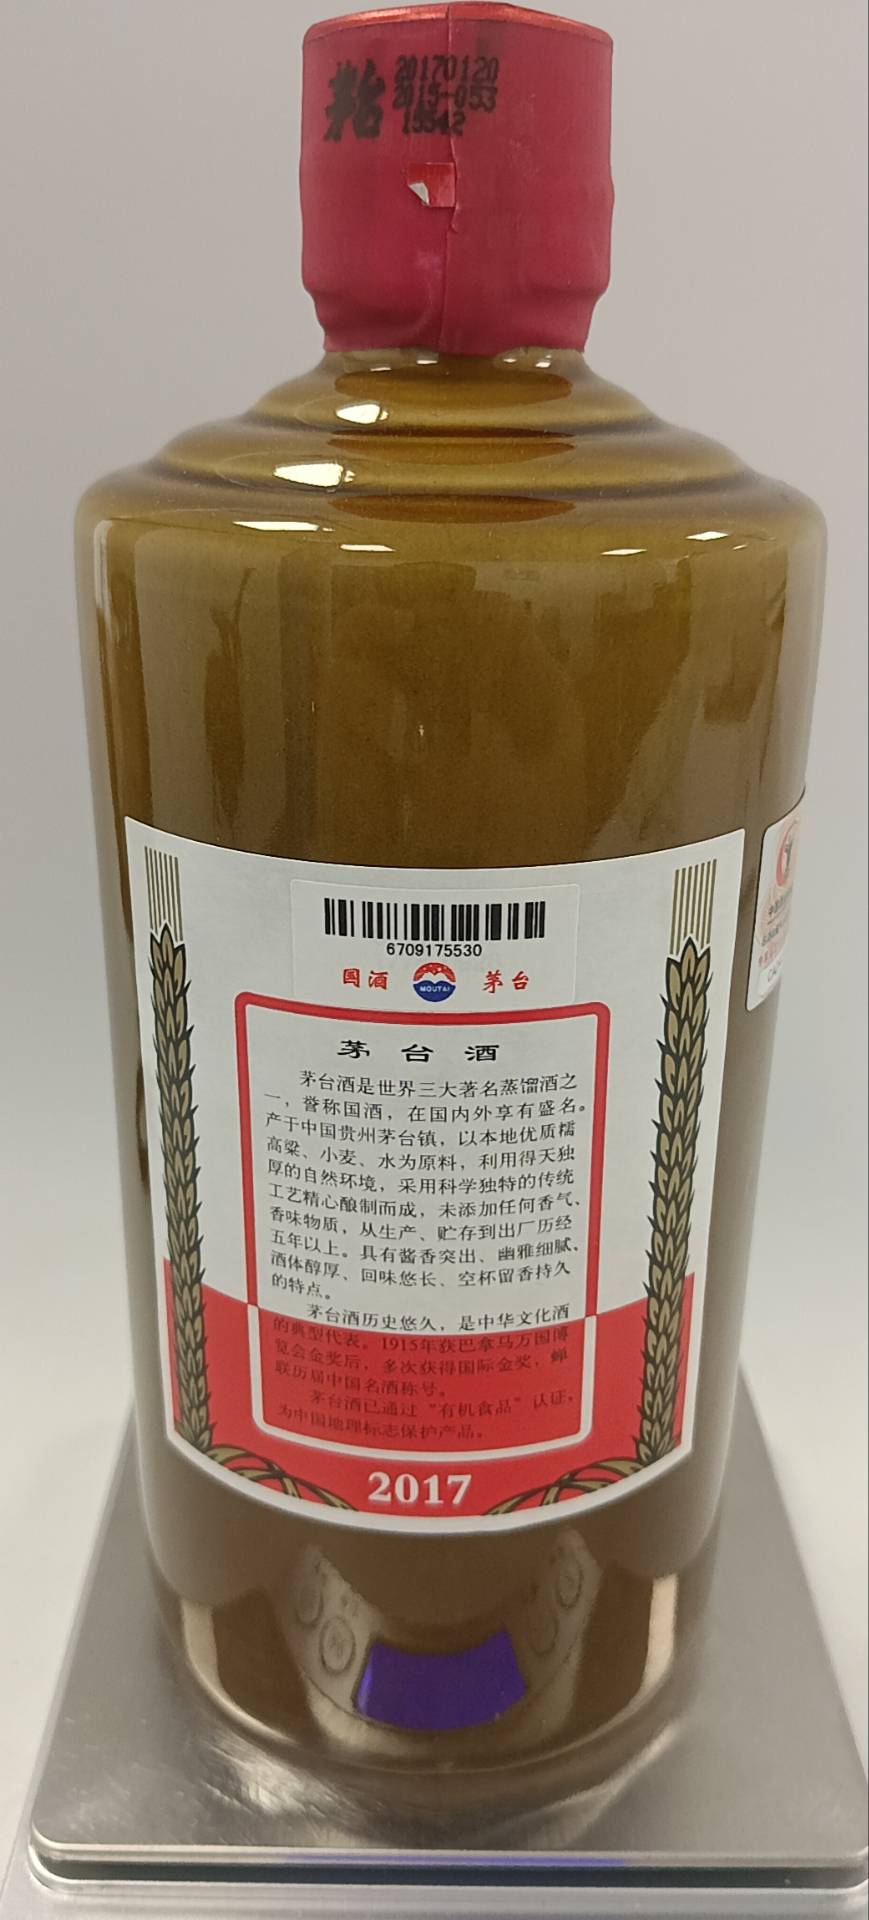 茅台
20170120
2015-053
15542
6709175530
国酒 MOUTAI 茅台
茅台酒
茅台酒是世界三大著名蒸馏酒之
一，誉称国酒，在国内外享有盛名。
产于中国贵州茅台镇，以本地优质糯
高粱、小麦、水为原料，利用得天独
厚的自然环境，采用科学独特的传统
工艺精心酿制而成，未添加任何香气、
香味物质，从生产、贮存到出厂历经
五年以上。具有酱香突出、幽雅细腻、
酒体醇厚、回味悠长、空杯留香持久
的特点。
茅台酒历史悠久，是中华文化酒
的典型代表。1915年获巴拿马万国博
览会金奖后，多次获得国际金奖，蝉
联历届中国名酒称号。
茅台酒已通过“有机食品”认证，
为中国地理标志保护产品。
2017